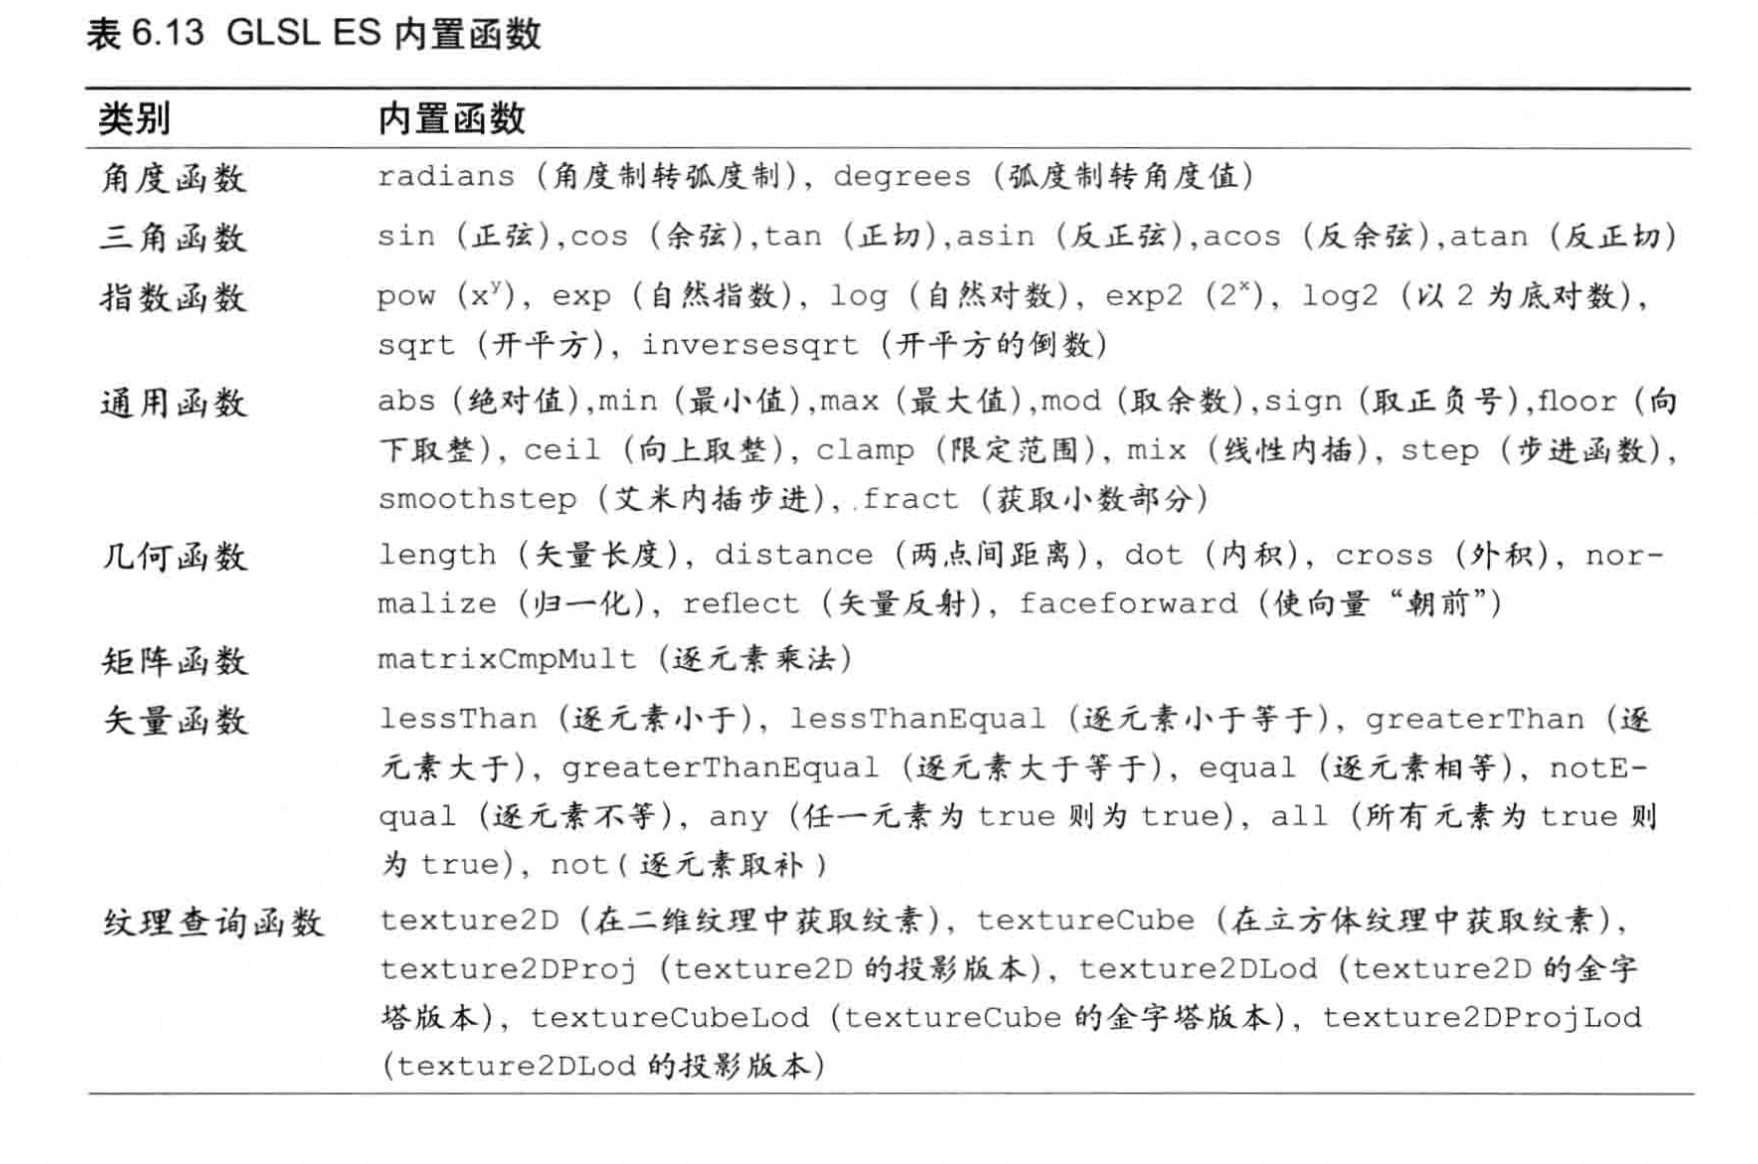 表 6.13 GLSL ES 内置函数
类别 内置函数
角度函数 radians（角度制转弧度制）, degrees（弧度制转角度值）
三角函数 sin（正弦）,cos（余弦）,tan（正切）,asin（反正弦）,acos（反余弦）,atan（反正切）
指数函数 pow（xʸ）, exp（自然指数）, log（自然对数）, exp2（2ˣ）, log2（以 2 为底对数）,
sqrt（开平方）, inversesqrt（开平方的倒数）
通用函数 abs（绝对值）,min（最小值）,max（最大值）,mod（取余数）,sign（取正负号）,floor（向
下取整）, ceil（向上取整）, clamp（限定范围）, mix（线性内插）, step（步进函数）,
smoothstep（艾米内插步进）, fract（获取小数部分）
几何函数 length（矢量长度）, distance（两点间距离）, dot（内积）, cross（外积）, nor-
malize（归一化）, reflect（矢量反射）, faceforward（使向量“朝前”）
矩阵函数 matrixCmpMult（逐元素乘法）
矢量函数 lessThan（逐元素小于）, lessThanEqual（逐元素小于等于）, greaterThan（逐
元素大于）, greaterThanEqual（逐元素大于等于）, equal（逐元素相等）, notE-
qual（逐元素不等）, any（任一元素为 true 则为 true）, all（所有元素为 true 则
为 true）, not( 逐元素取补 )
纹理查询函数 texture2D（在二维纹理中获取纹素）, textureCube（在立方体纹理中获取纹素）,
texture2DProj（texture2D 的投影版本）, texture2DLod（texture2D 的金字
塔版本）, textureCubeLod（textureCube 的金字塔版本）, texture2DProjLod
（texture2DLod 的投影版本）